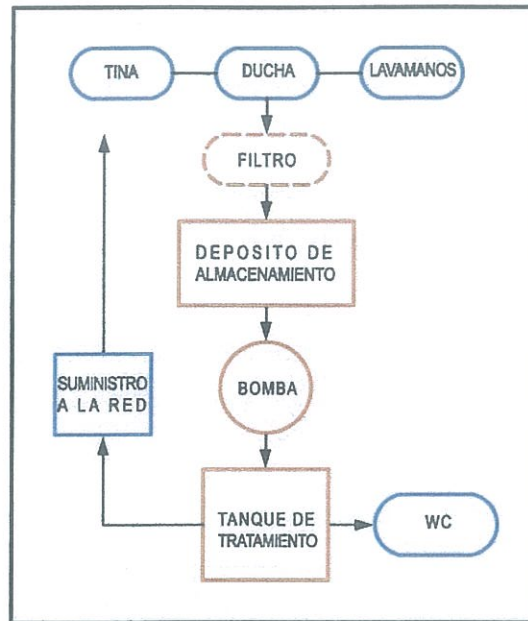 TINA
DUCHA
LAVAMANOS
FILTRO
DEPOSITO DE
ALMACENAMIENTO
BOMBA
SUMINISTRO
A LA RED
TANQUE DE
TRATAMIENTO
WC